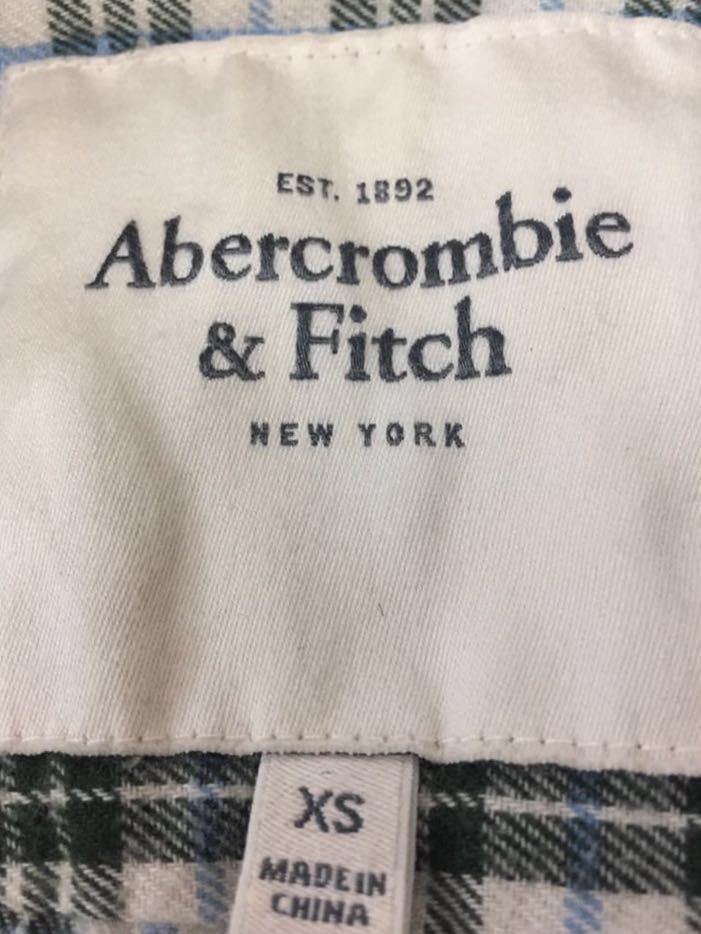 EST. 1892
Abercrombie
& Fitch
NEW YORK
XS
MADE IN
CHINA